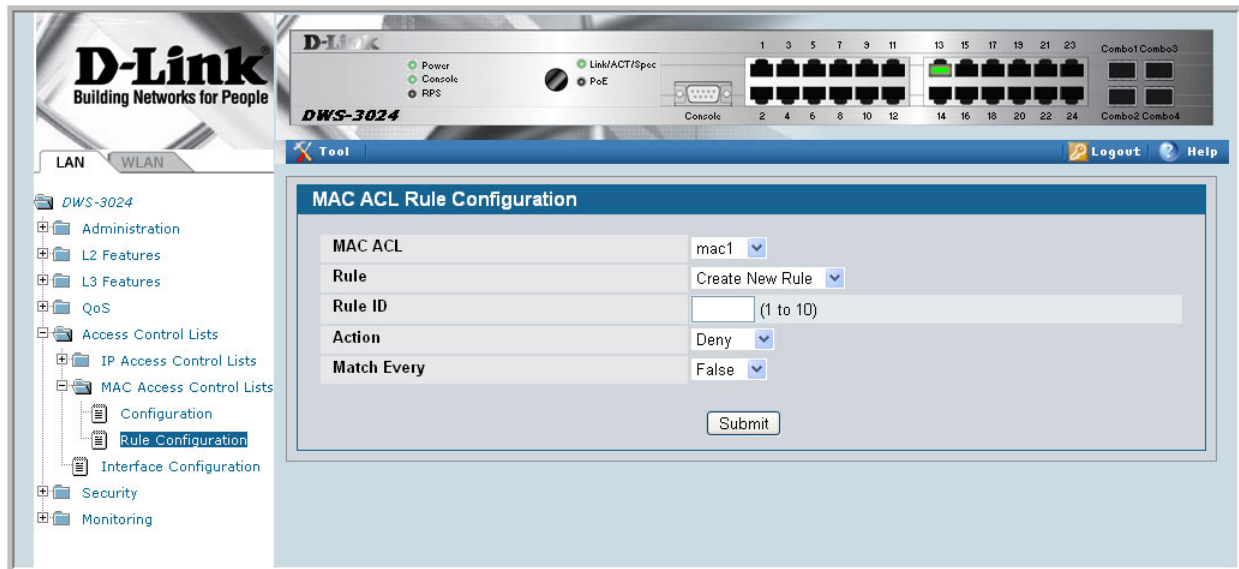 D-Link
Building Networks for People
D-Link
Power
Console
RPS
Link/ACT/Spec
PoE
DWS-3024
Console
1 3 5 7 9 11 13 15 17 19 21 23
2 4 6 8 10 12 14 16 18 20 22 24
Combo1 Combo3
Combo2 Combo4
LAN WLAN
Tool
Logout
Help
DWS-3024
Administration
L2 Features
L3 Features
QoS
Access Control Lists
IP Access Control Lists
MAC Access Control Lists
Configuration
Rule Configuration
Interface Configuration
Security
Monitoring
MAC ACL Rule Configuration
MAC ACL mac1
Rule Create New Rule
Rule ID (1 to 10)
Action Deny
Match Every False
Submit